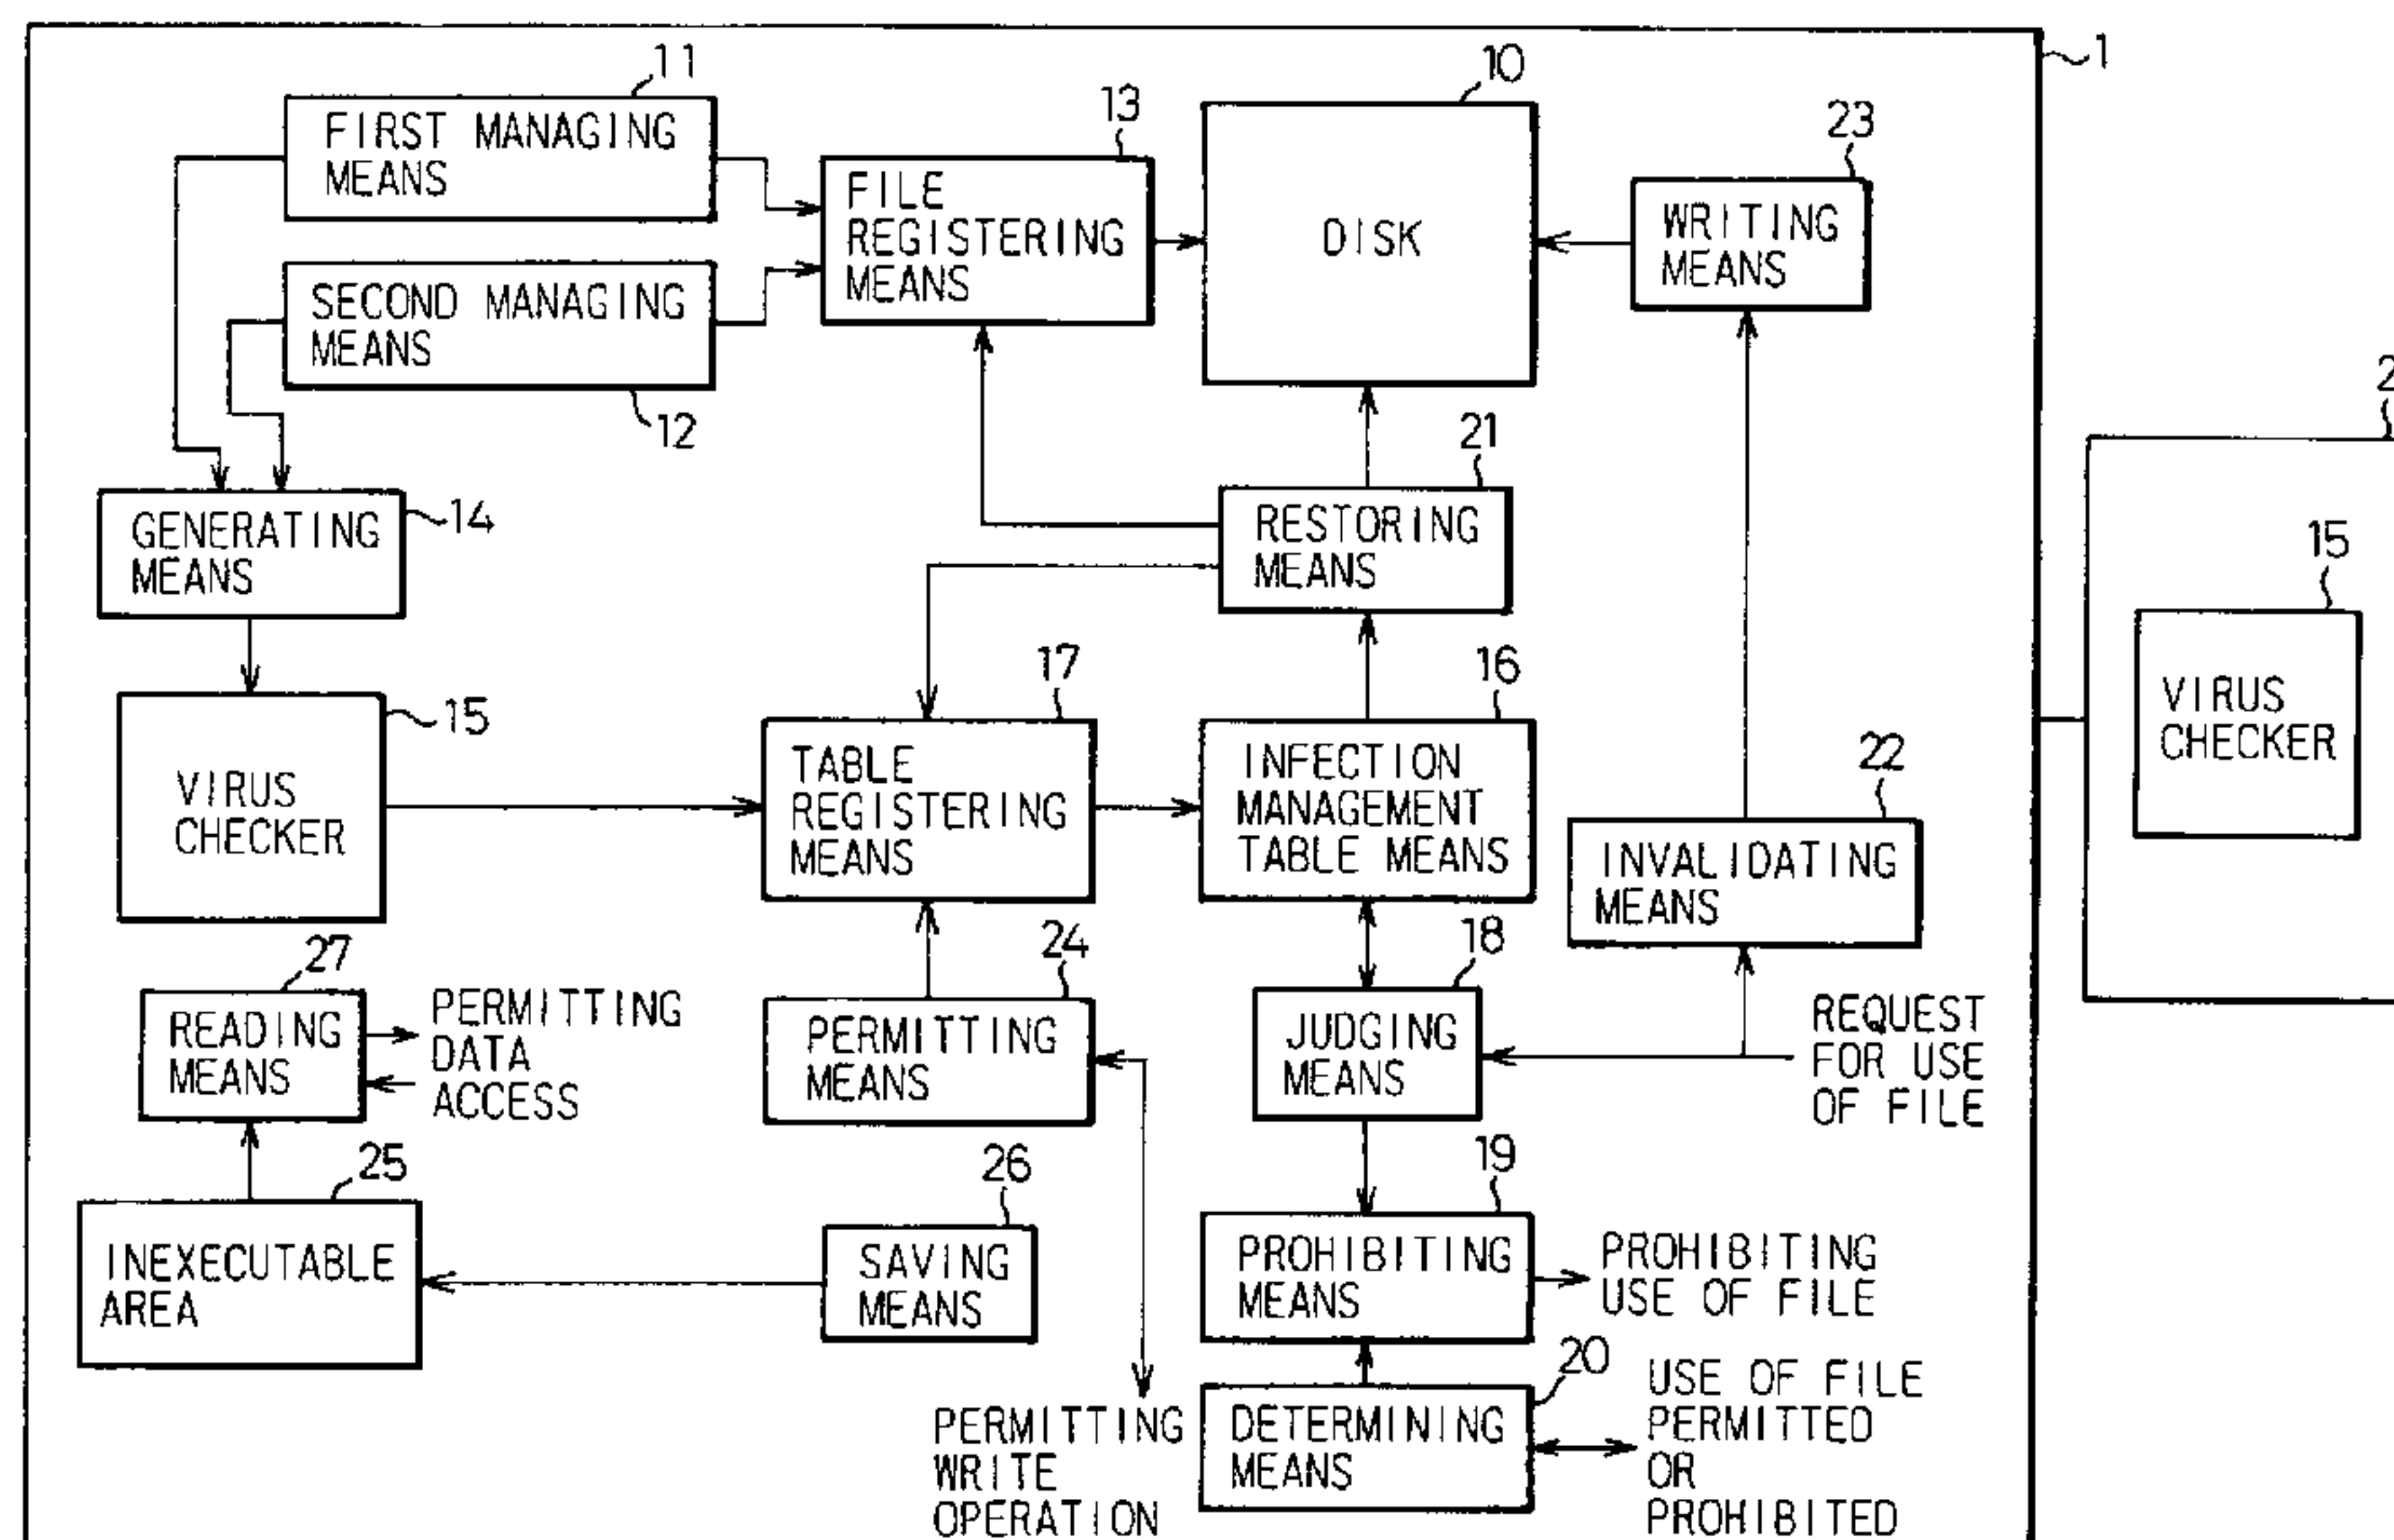 1
11
FIRST MANAGING
MEANS
13
FILE
REGISTERING
MEANS
10
DISK
23
WRITING
MEANS
SECOND MANAGING
MEANS
12
2
21
RESTORING
MEANS
14
GENERATING
MEANS
15
VIRUS
CHECKER
15
VIRUS
CHECKER
17
TABLE
REGISTERING
MEANS
16
INFECTION
MANAGEMENT
TABLE MEANS
22
INVALIDATING
MEANS
27
READING
MEANS
PERMITTING
DATA
ACCESS
24
PERMITTING
MEANS
18
JUDGING
MEANS
REQUEST
FOR USE
OF FILE
25
INEXECUTABLE
AREA
26
SAVING
MEANS
19
PROHIBITING
MEANS
PROHIBITING
USE OF FILE
PERMITTING
WRITE
OPERATION
20
DETERMINING
MEANS
USE OF FILE
PERMITTED
OR
PROHIBITED